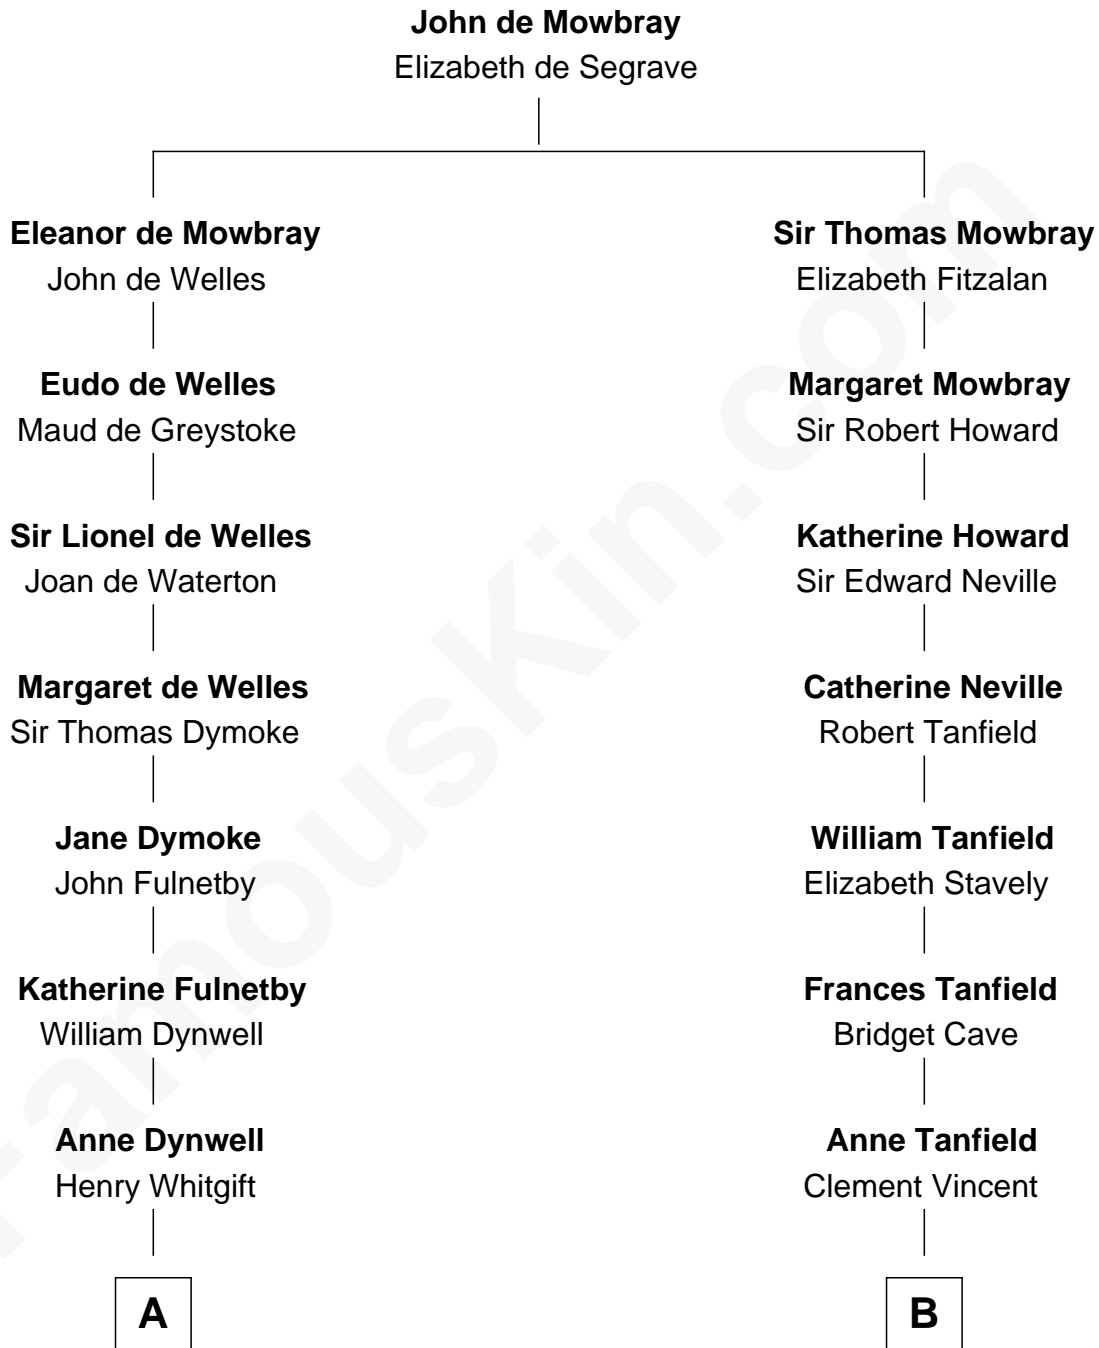 John de Mowbray
Elizabeth de Segrave
Eleanor de Mowbray
John de Welles
Sir Thomas Mowbray
Elizabeth Fitzalan
Eudo de Welles
Maud de Greystoke
Margaret Mowbray
Sir Robert Howard
Sir Lionel de Welles
Joan de Waterton
Katherine Howard
Sir Edward Neville
Margaret de Welles
Sir Thomas Dymoke
Catherine Neville
Robert Tanfield
Jane Dymoke
John Fulnetby
William Tanfield
Elizabeth Stavely
Katherine Fulnetby
William Dynwell
Frances Tanfield
Bridget Cave
Anne Dynwell
Henry Whitgift
Anne Tanfield
Clement Vincent
A
B
FamousKin.com